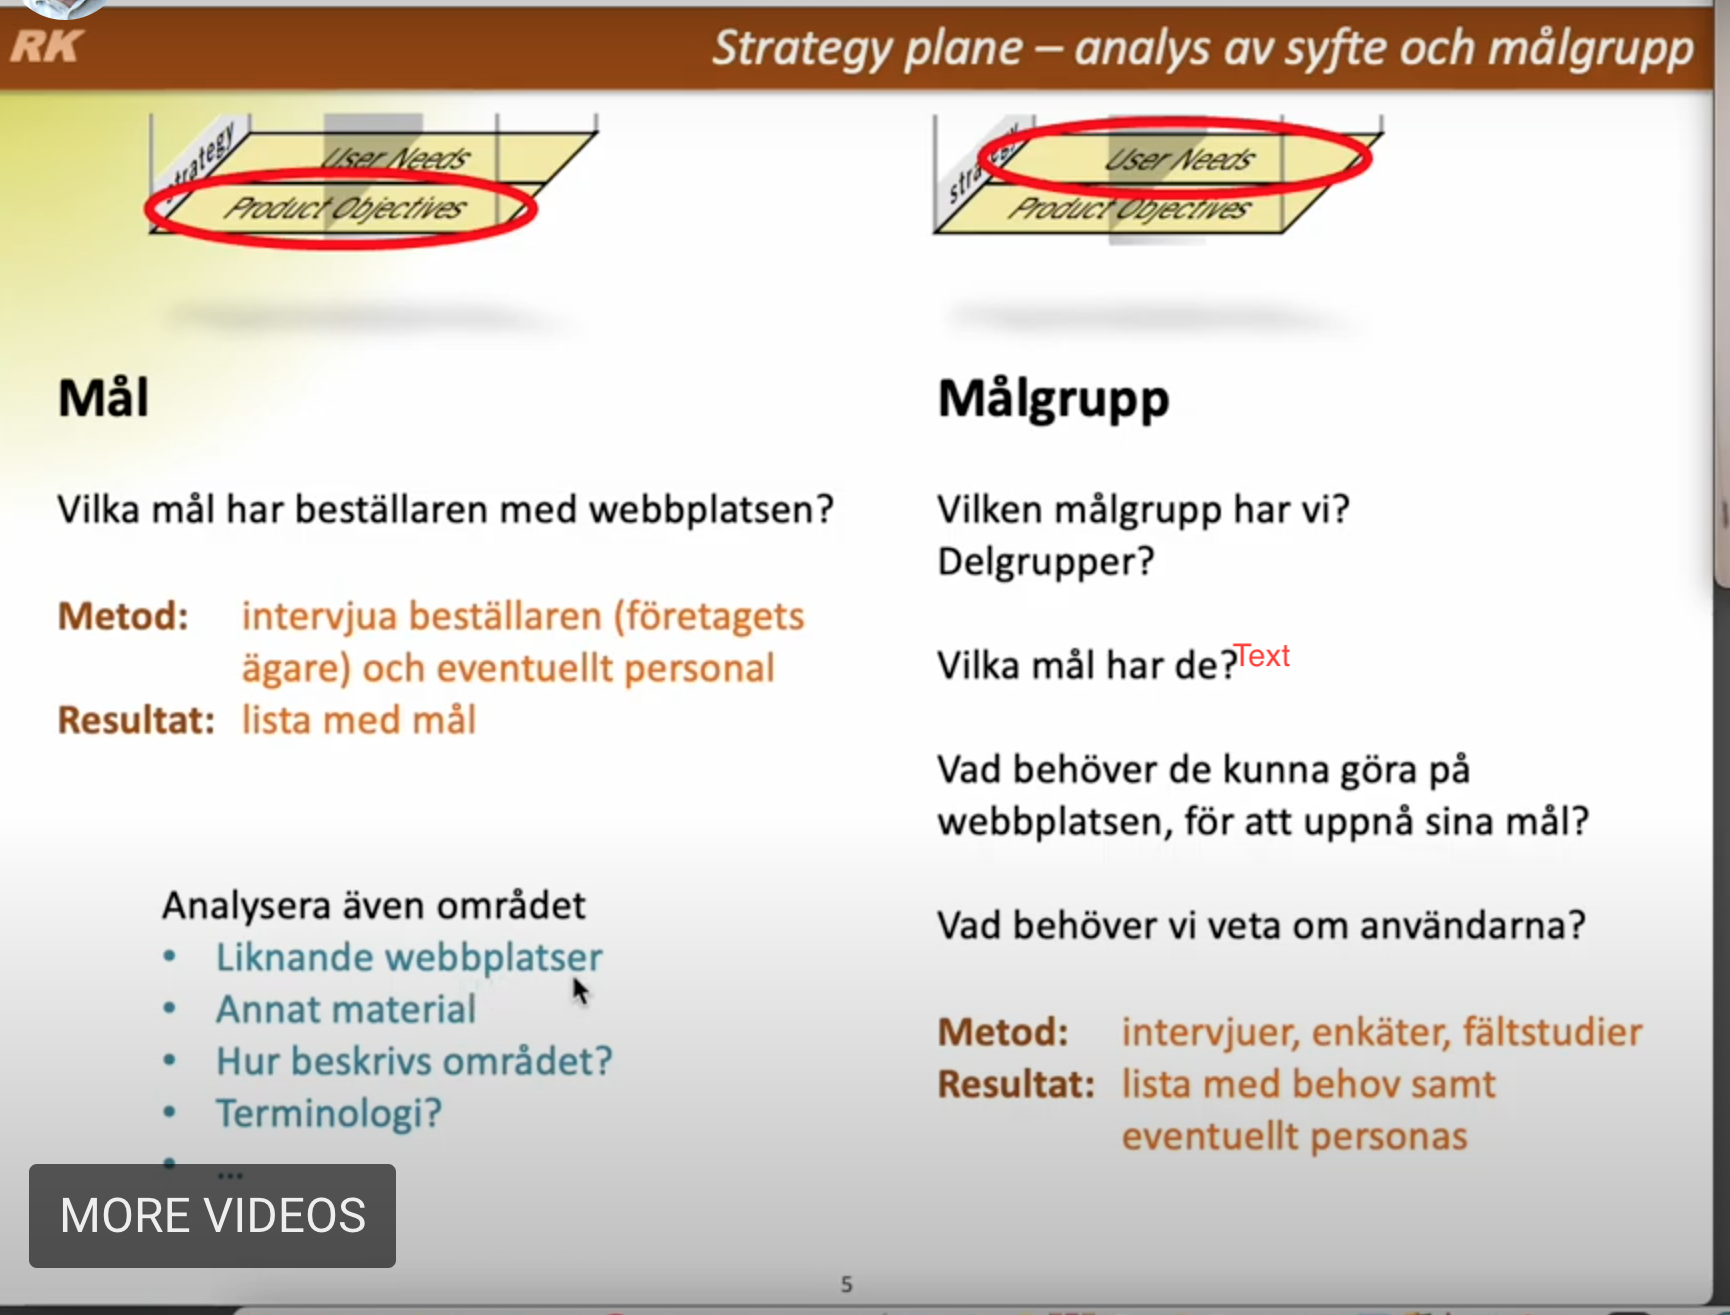 RK
Strategy plane – analys av syfte och målgrupp
strategy
User Needs
Product Objectives
strategy
User Needs
Product Objectives
Mål
Vilka mål har beställaren med webbplatsen?
Metod: intervjua beställaren (företagets
ägare) och eventuellt personal
Resultat: lista med mål
Analysera även området
• Liknande webbplatser
• Annat material
• Hur beskrivs området?
• Terminologi?
• ...
Målgrupp
Vilken målgrupp har vi?
Delgrupper?
Vilka mål har de?
Text
Vad behöver de kunna göra på
webbplatsen, för att uppnå sina mål?
Vad behöver vi veta om användarna?
Metod: intervjuer, enkäter, fältstudier
Resultat: lista med behov samt
eventuellt personas
MORE VIDEOS
5